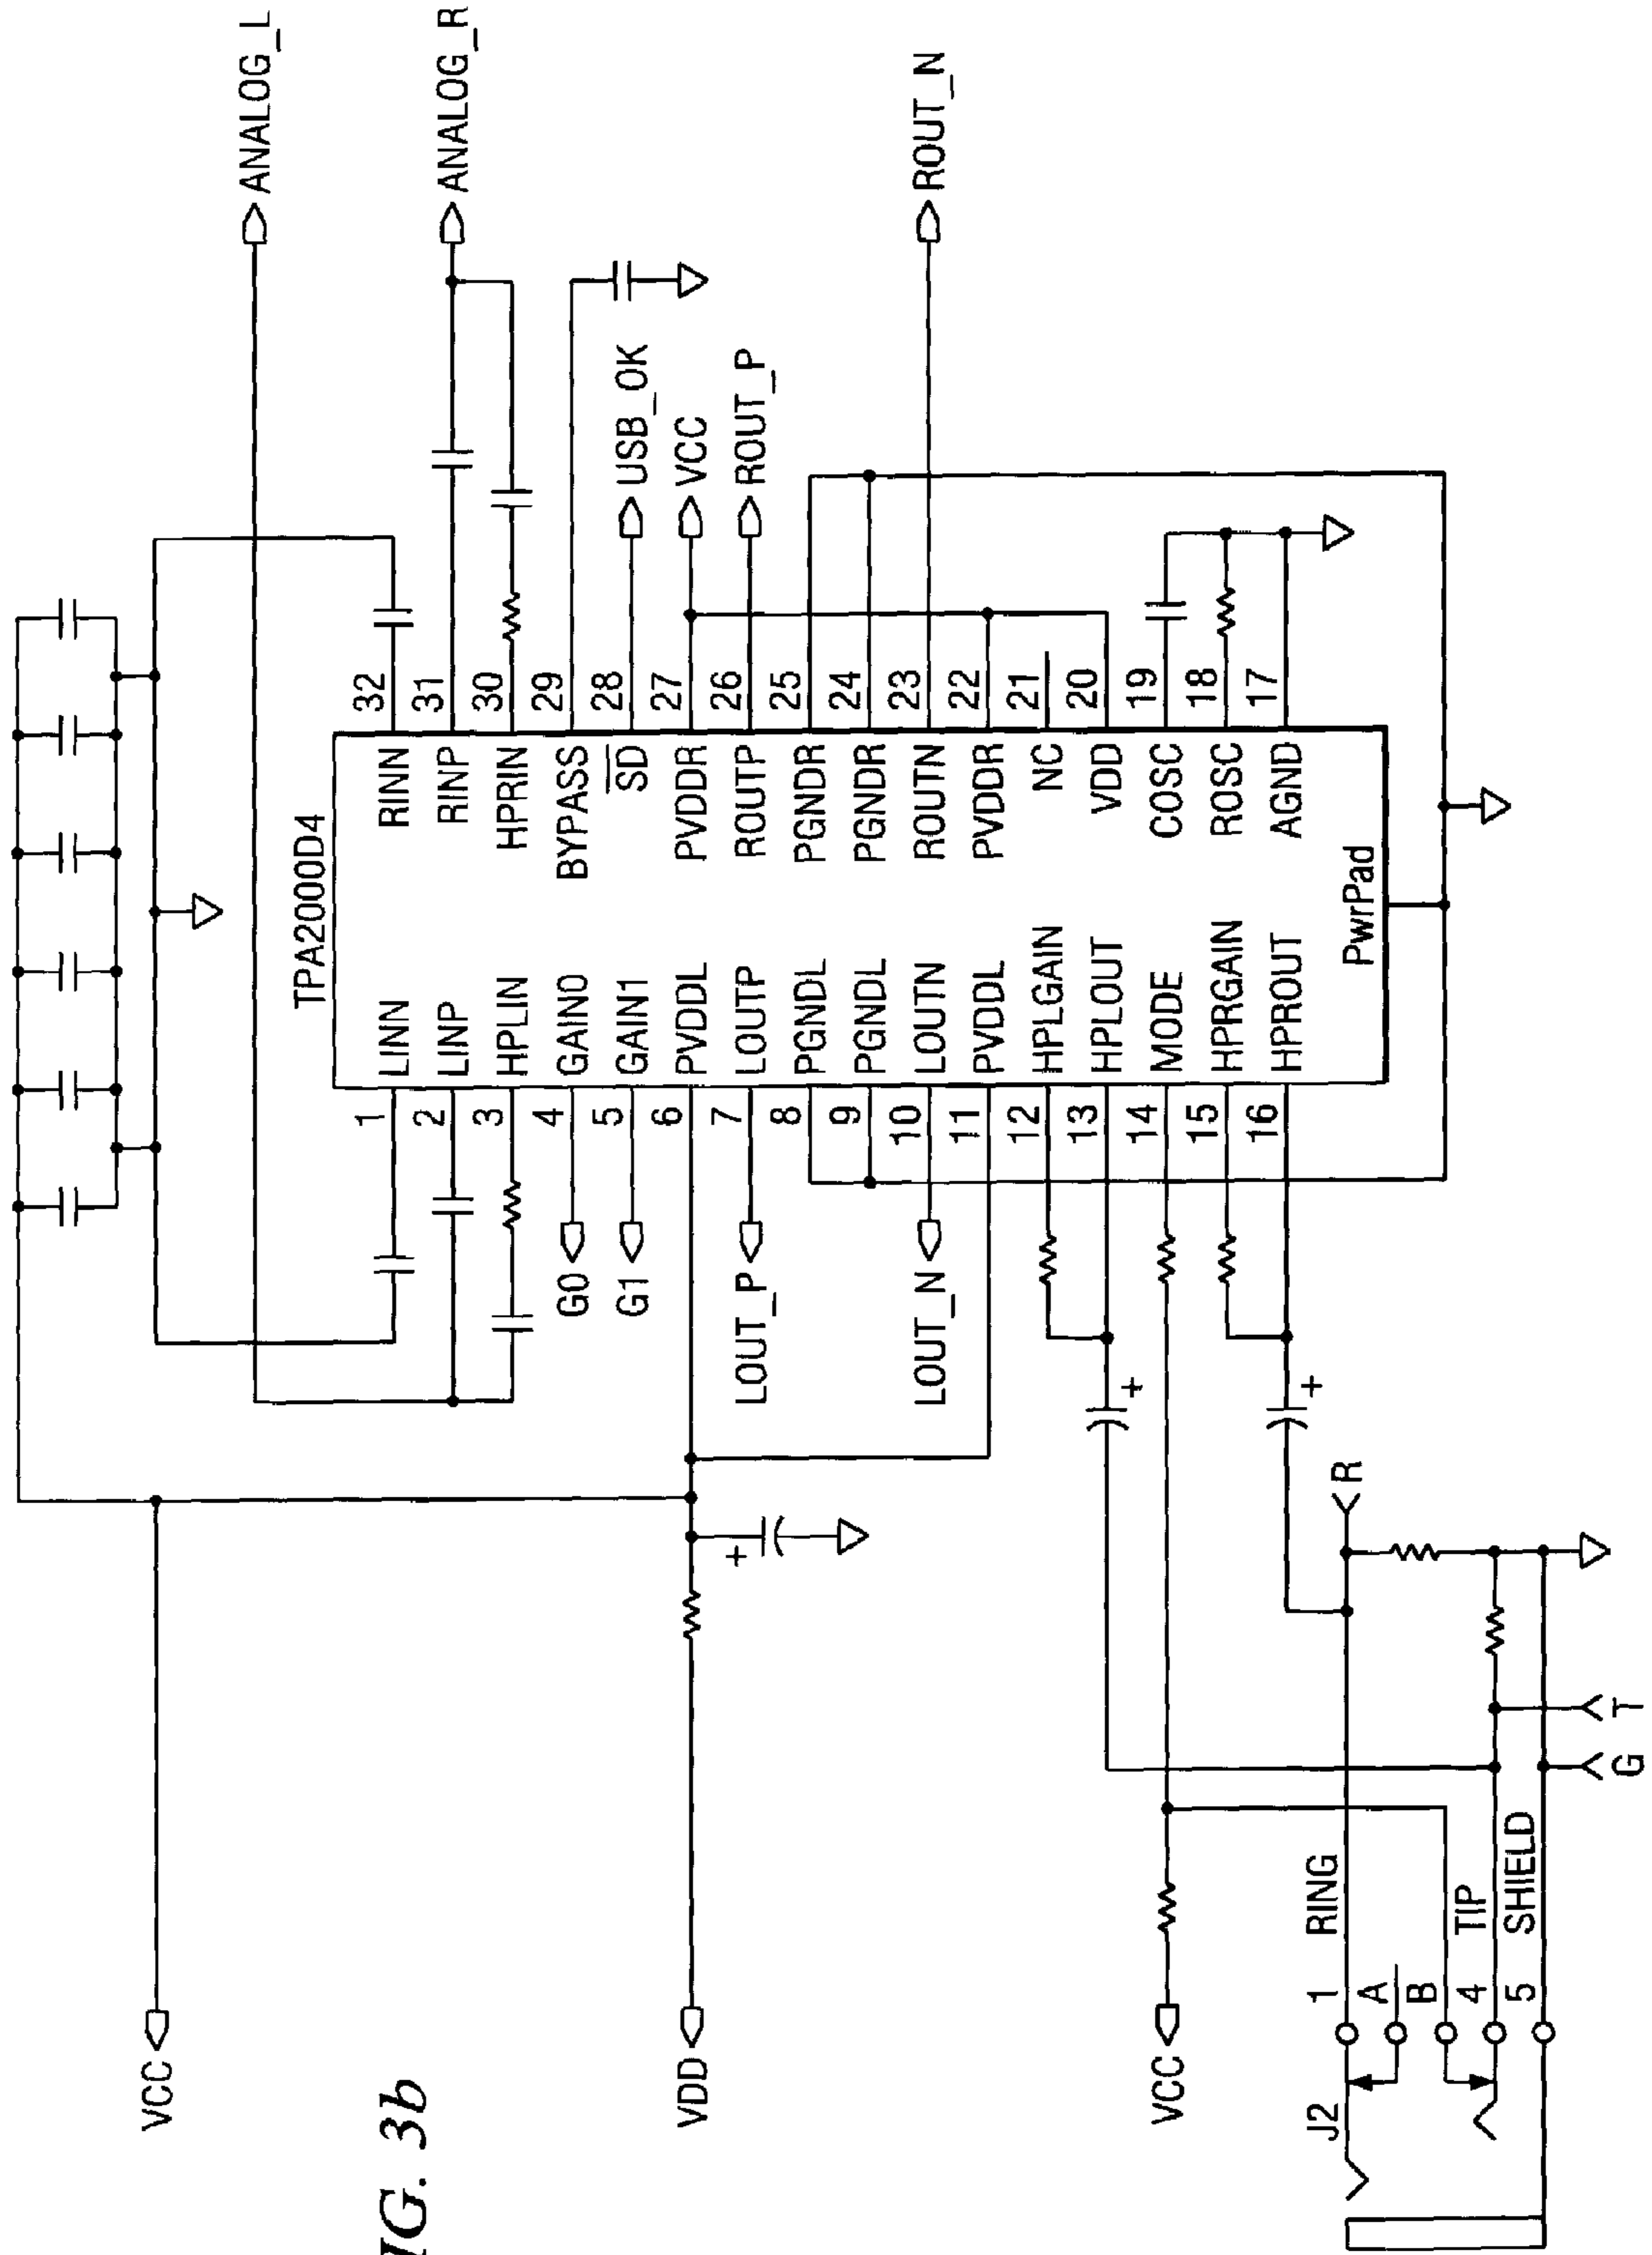 ANALOG_L
ANALOG_R
ROUT_N
USB_OK
VCC
ROUT_P
TPA2000D4
32 RINN
31 RINP
30 HPRIN
29 BYPASS
28 SD
27 PVDDR
26 ROUTP
25 PGNDR
24 PGNDR
23 ROUTN
22 PVDDR
21 NC
20 VDD
19 COSC
18 ROSC
17 AGND
PwrPad
LINN 1
LINP 2
HPLIN 3
GAIN0 4
GAIN1 5
PVDDL 6
LOUTP 7
PGNDL 8
PGNDL 9
LOUTN 10
PVDDL 11
HPLGAIN 12
HPLOUT 13
MODE 14
HPRGAIN 15
HPROUT 16
G0
G1
LOUT_P
LOUT_N
+
+
+
R
T
G
VCC
VDD
VCC
1 RING
A
B
4 TIP
5 SHIELD
J2
IG. 3b